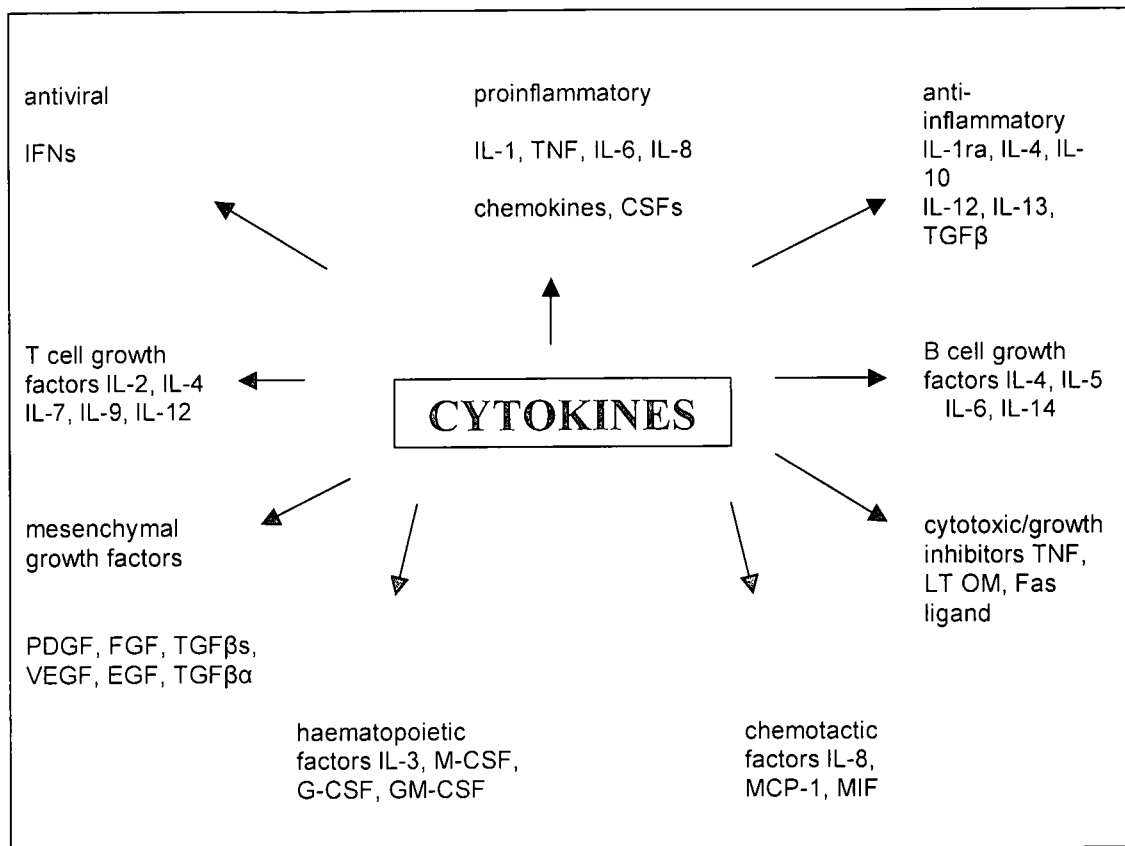 antiviral
IFNs
proinflammatory
IL-1, TNF, IL-6, IL-8
chemokines, CSFs
anti-
inflammatory
IL-1ra, IL-4, IL-
10
IL-12, IL-13,
TGFβ
T cell growth
factors IL-2, IL-4
IL-7, IL-9, IL-12
CYTOKINES
B cell growth
factors IL-4, IL-5
IL-6, IL-14
mesenchymal
growth factors
PDGF, FGF, TGFβs,
VEGF, EGF, TGFβα
cytotoxic/growth
inhibitors TNF,
LT OM, Fas
ligand
haematopoietic
factors IL-3, M-CSF,
G-CSF, GM-CSF
chemotactic
factors IL-8,
MCP-1, MIF